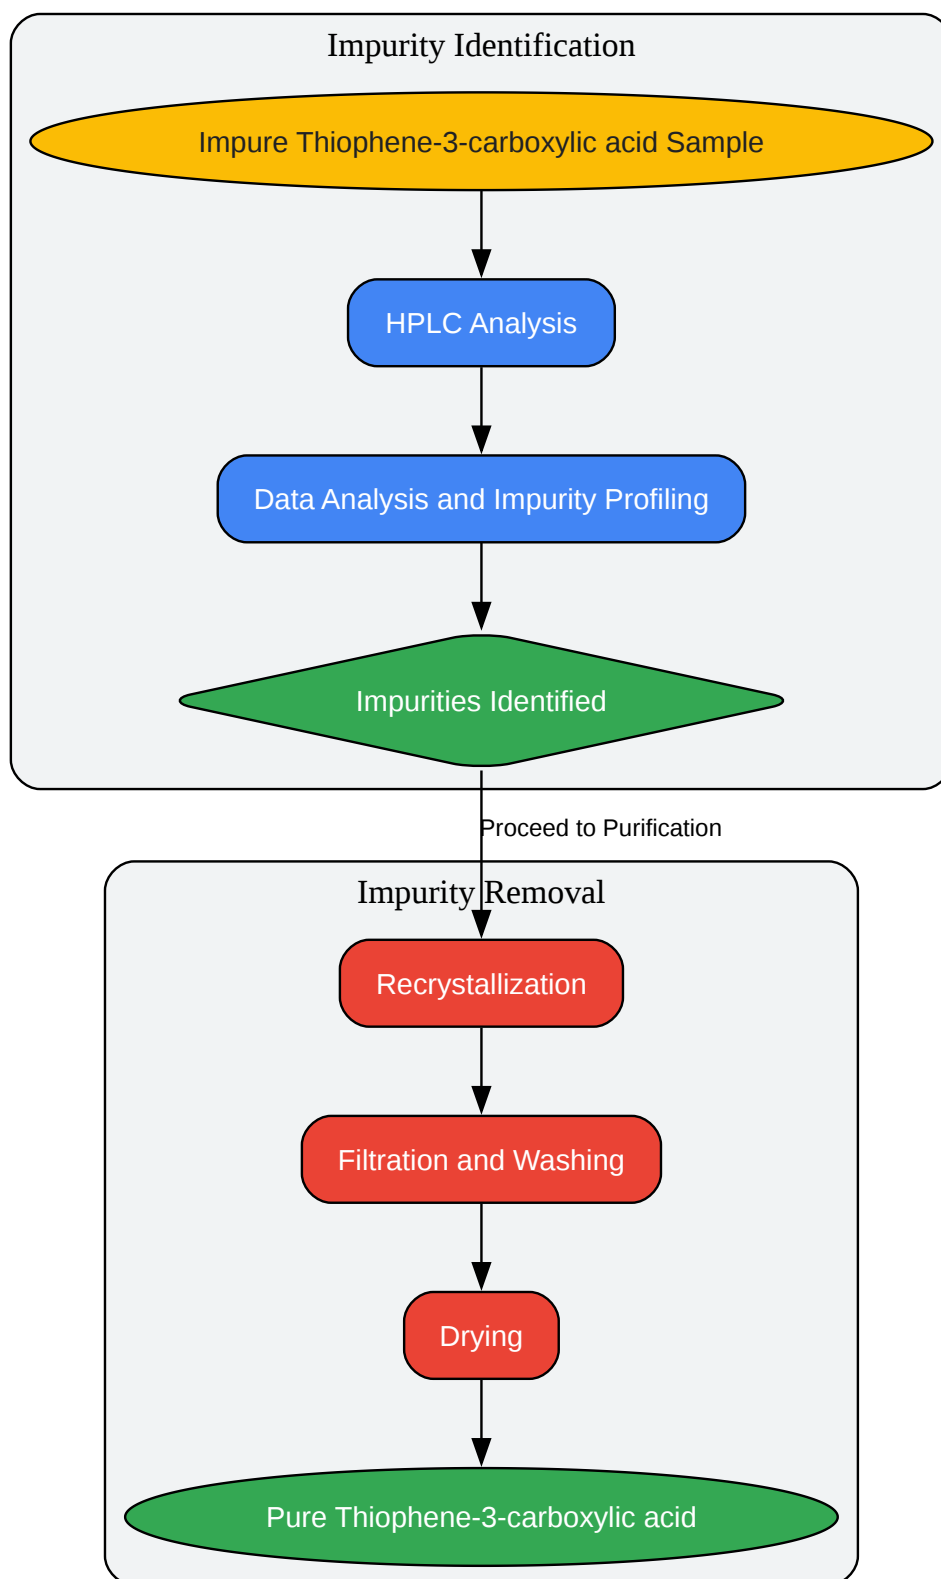 Impurity Identification
Impure Thiophene-3-carboxylic acid Sample
HPLC Analysis
Data Analysis and Impurity Profiling
Impurities Identified
Proceed to Purification
Impurity Removal
Recrystallization
Filtration and Washing
Drying
Pure Thiophene-3-carboxylic acid